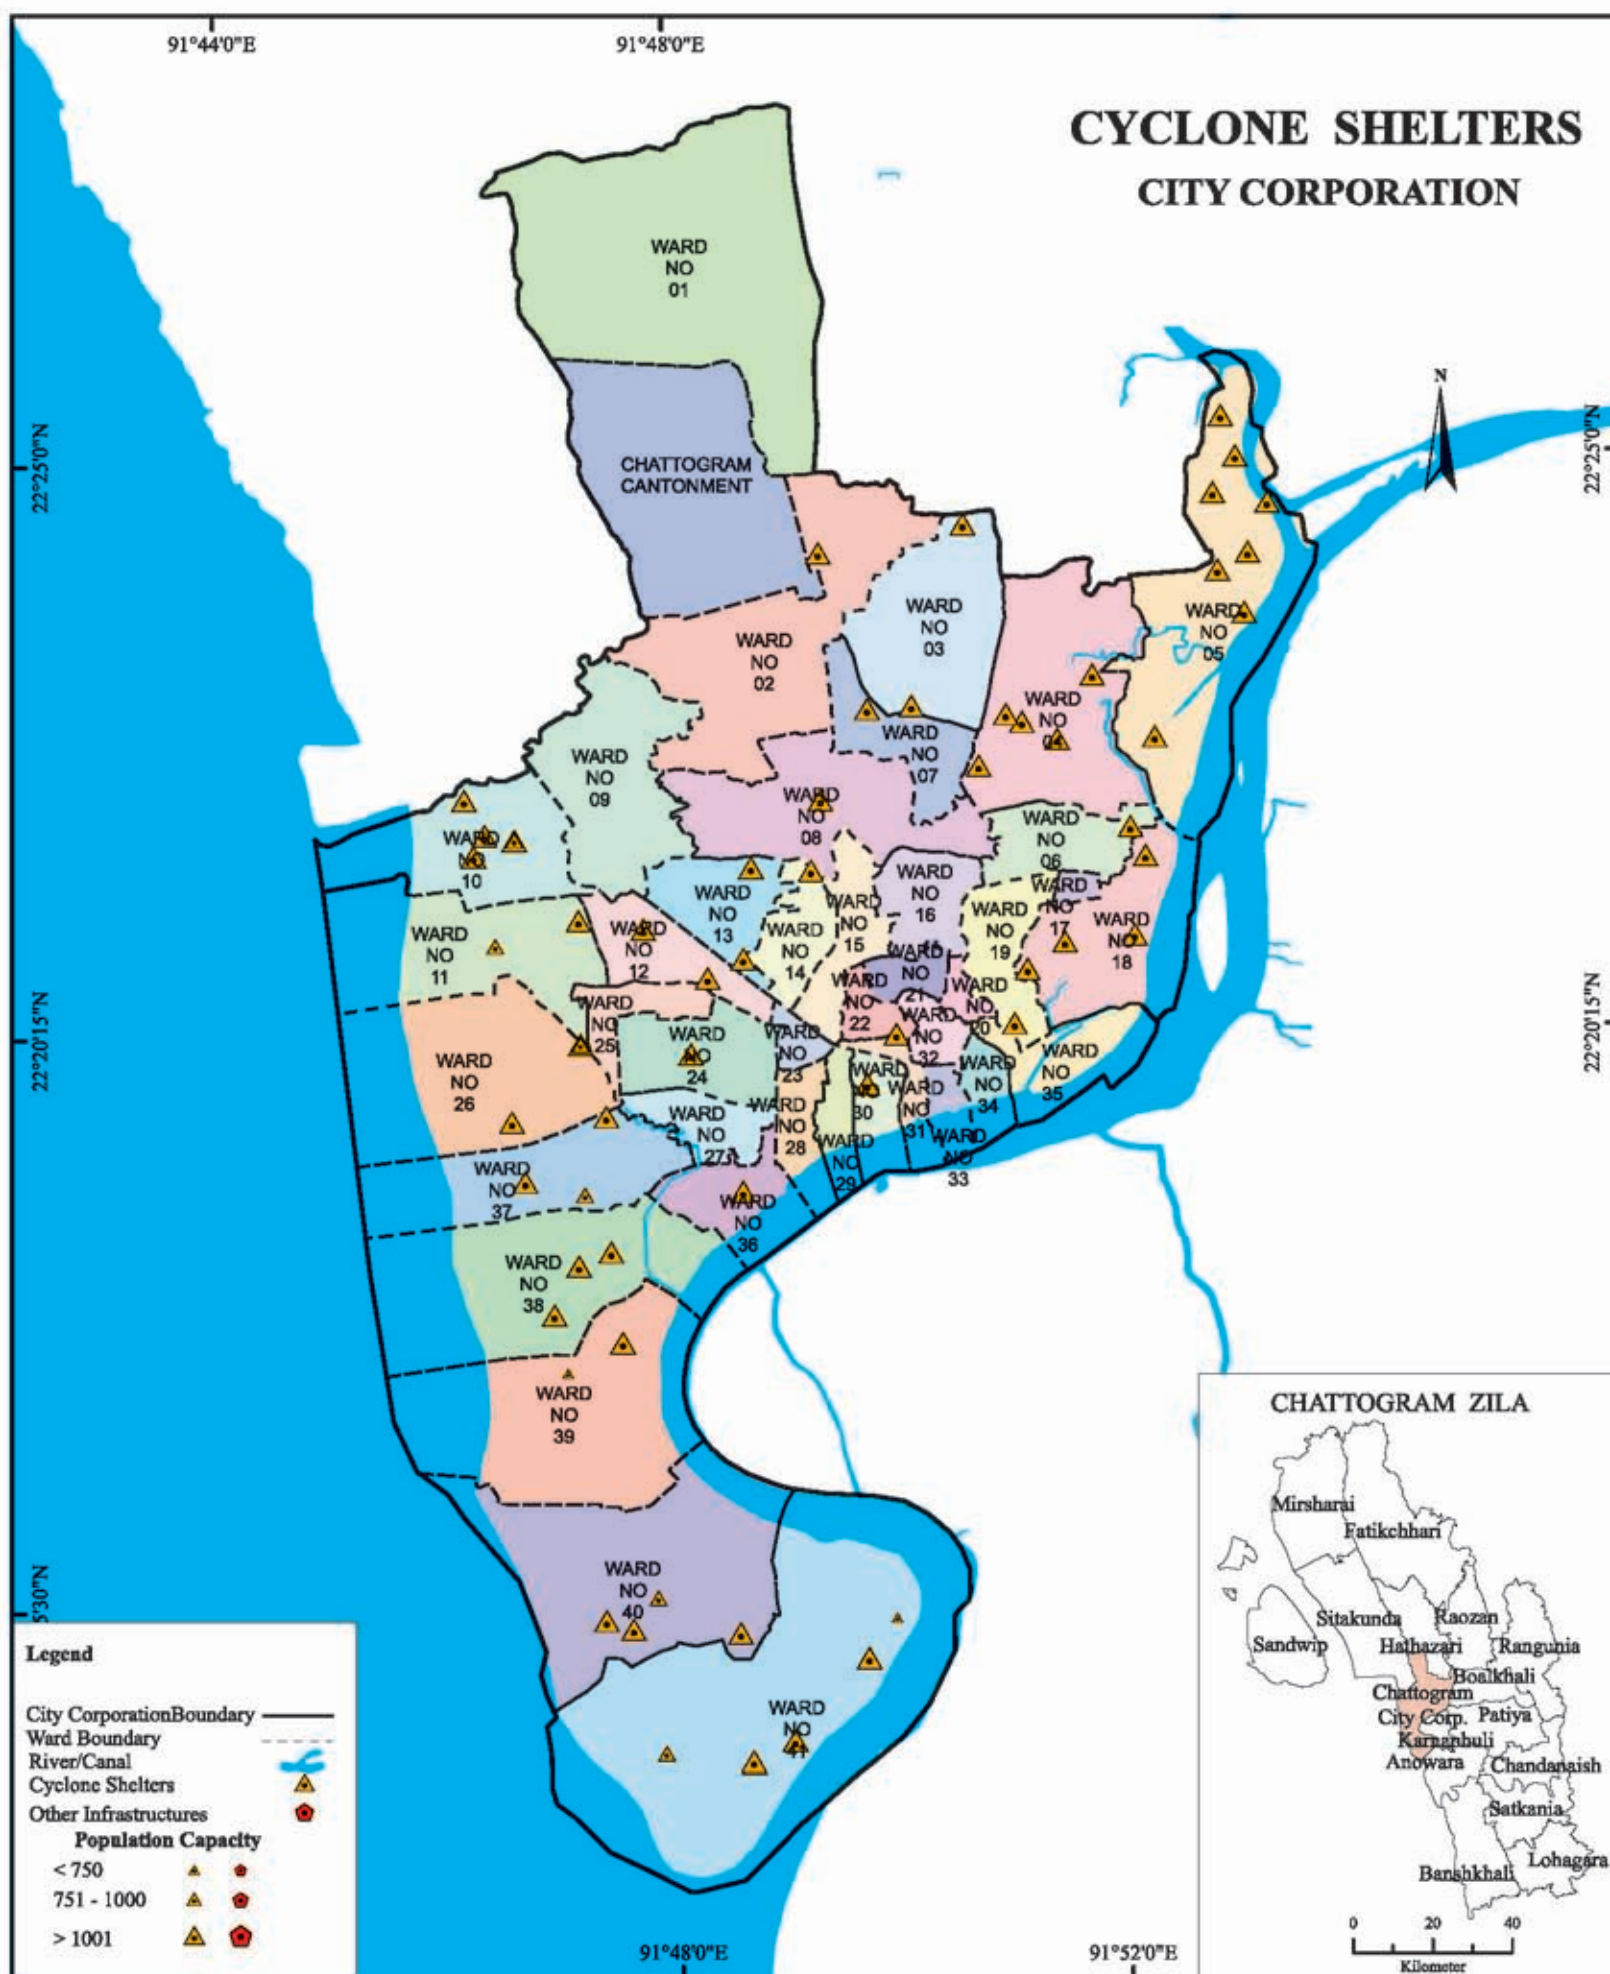 91°44'0"E
91°48'0"E
CYCLONE SHELTERS
CITY CORPORATION
WARD
NO
01
N
22°25'0"N
22°25'0"N
CHATTOGRAM
CANTONMENT
WARD
NO
03
WARD
NO
05
WARD
NO
02
WARD
NO
04
WARD
NO
07
WARD
NO
09
WARD
NO
08
WARD
NO
06
WARD
NO
10
WARD
NO
16
WARD
NO
17
WARD
NO
13
WARD
NO
15
WARD
NO
19
WARD
NO
18
WARD
NO
11
WARD
NO
12
WARD
NO
14
WARD
NO
21
WARD
NO
22
WARD
NO
20
WARD
NO
25
WARD
NO
32
22°20'15"N
22°20'15"N
WARD
NO
24
WARD
NO
23
WARD
NO
26
WARD
NO
30
WARD
NO
34
WARD
NO
35
WARD
NO
31
WARD
NO
27
WARD
NO
28
WARD
NO
29
WARD
NO
33
WARD
NO
37
WARD
NO
36
WARD
NO
38
WARD
NO
39
WARD
NO
40
WARD
NO
41
5'30"N
Legend
City CorporationBoundary
Ward Boundary
River/Canal
Cyclone Shelters
Other Infrastructures
Population Capacity
< 750
751 - 1000
> 1001
91°48'0"E
91°52'0"E
CHATTOGRAM ZILA
Mirsharai
Fatikchhari
Sitakunda
Raozan
Sandwip
Hathazari
Rangunia
Boalkhali
Chattogram
City Corp.
Patiya
Karnaphuli
Anowara
Chandanaish
Satkania
Lohagara
Banshkhali
0 20 40
Kilometer